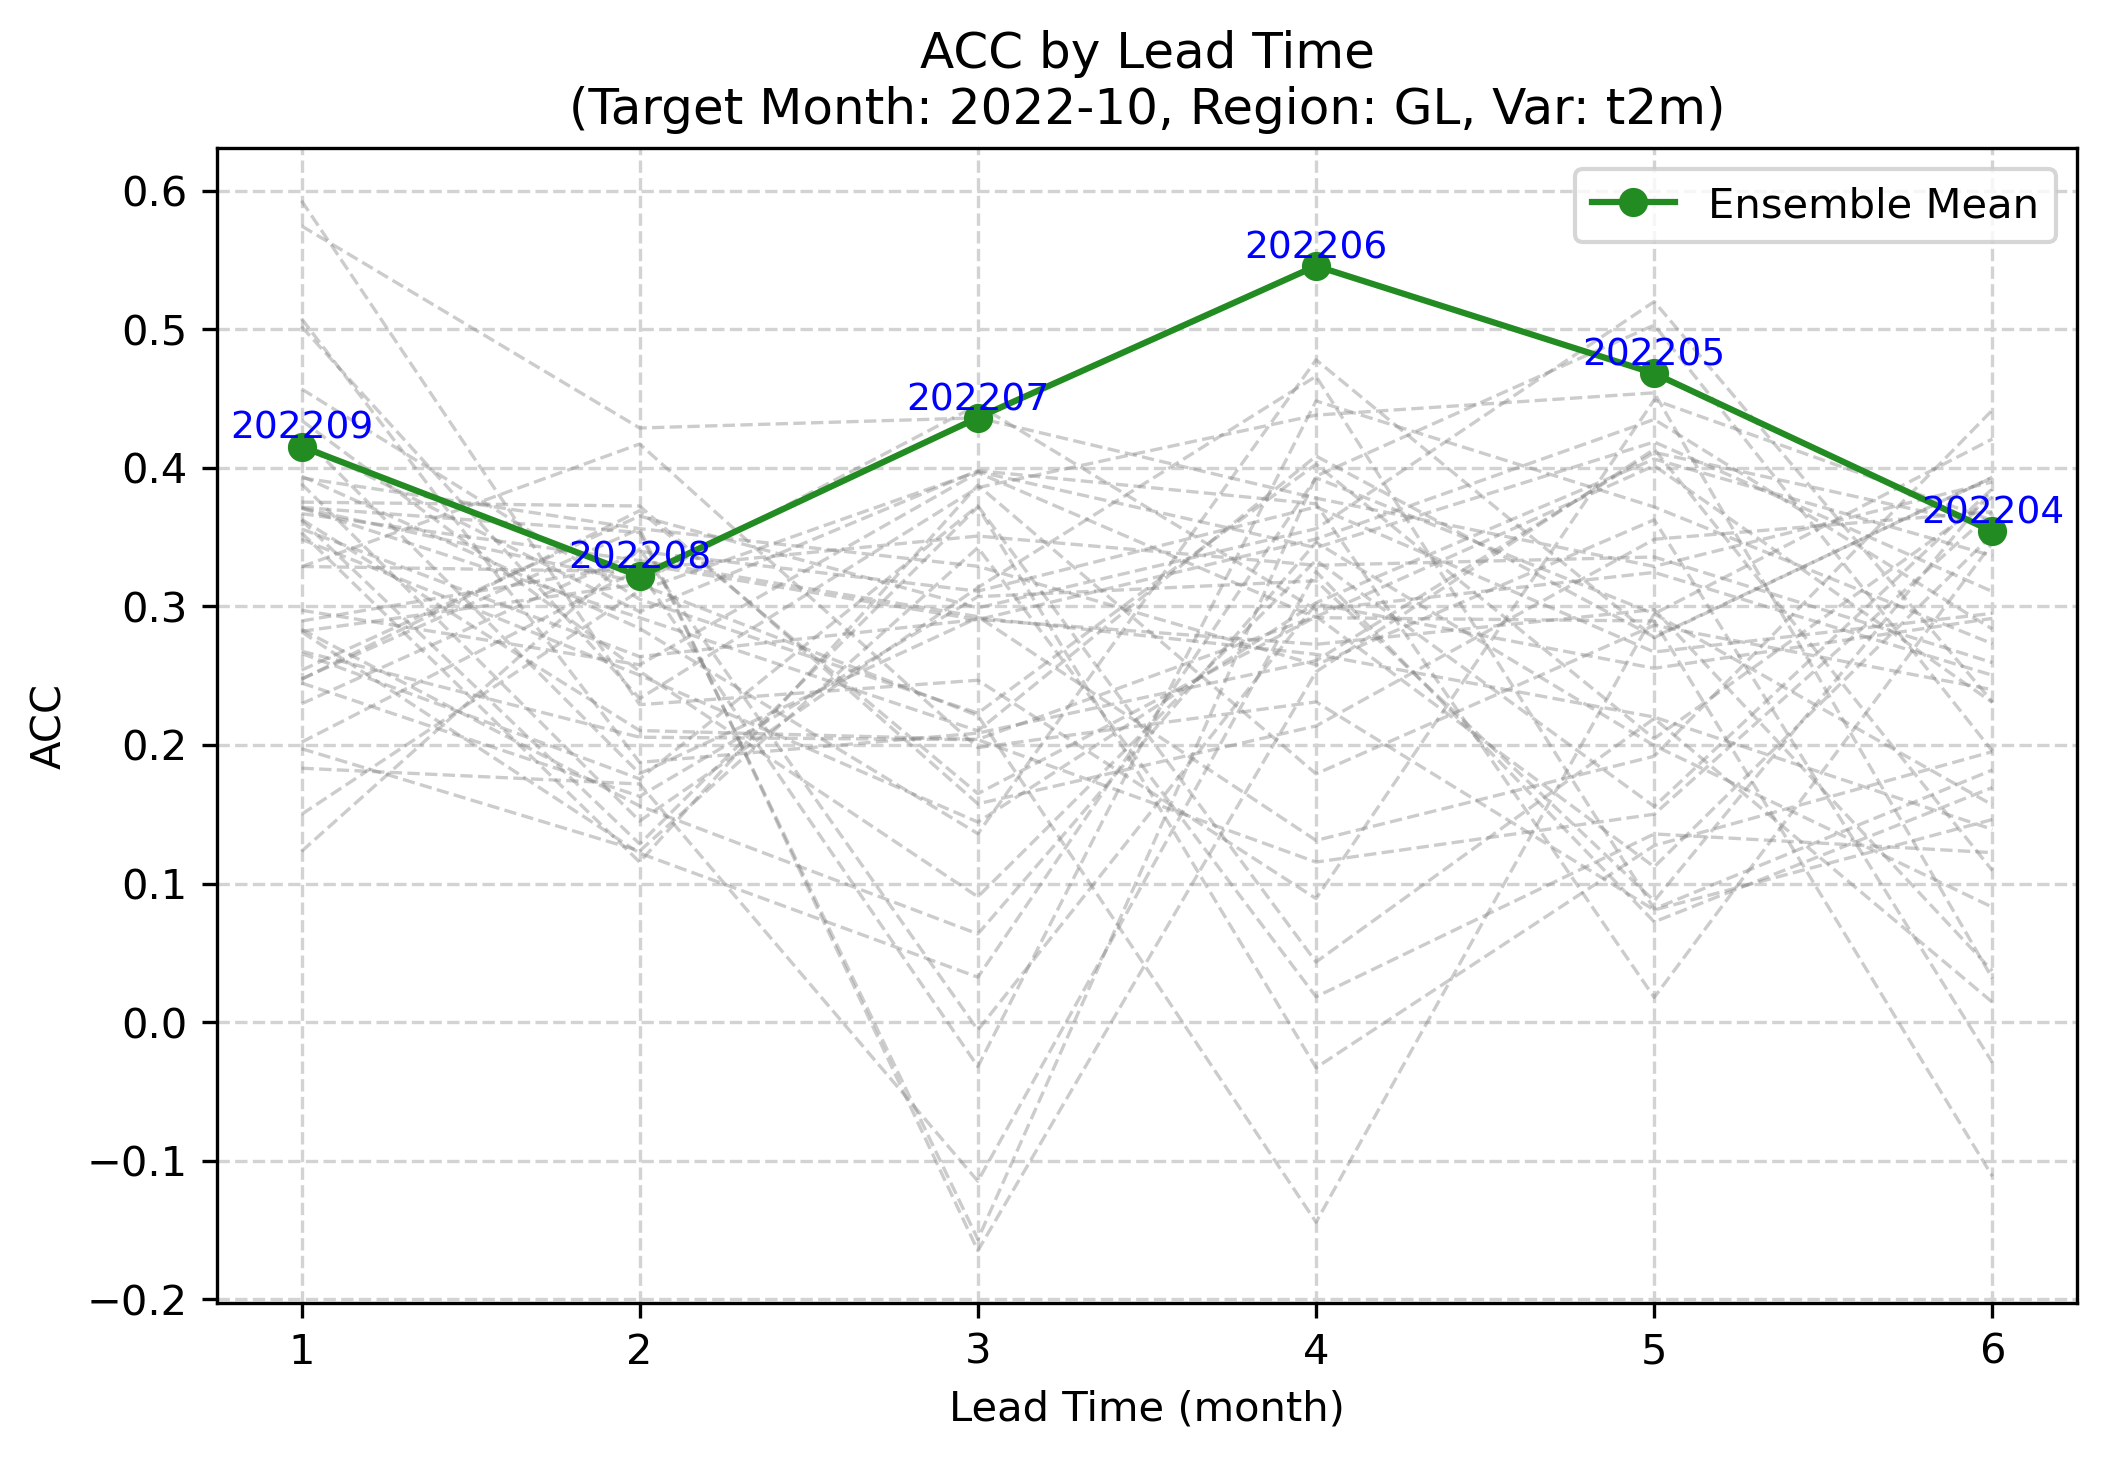 ACC by Lead Time
(Target Month: 2022-10, Region: GL, Var: t2m)
Ensemble Mean
ACC
0.6
0.5
0.4
0.3
0.2
0.1
0.0
−0.1
−0.2
202209
202208
202207
202206
202205
202204
1 2 3 4 5 6
Lead Time (month)